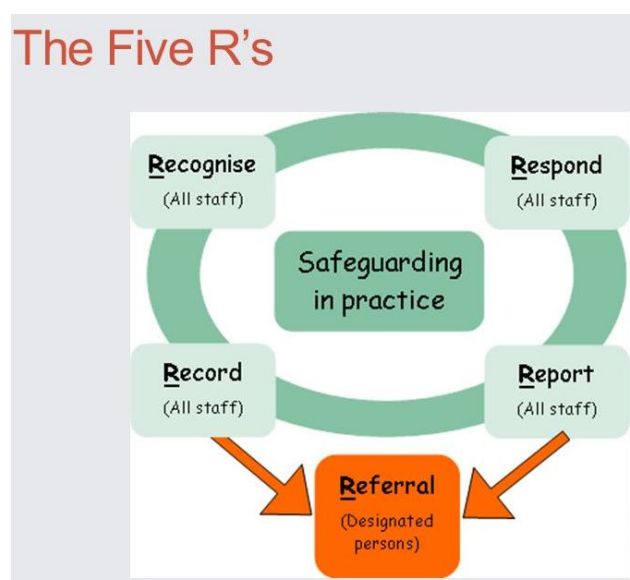 The Five R's
Recognise
(All staff)
Respond
(All staff)
Safeguarding
in practice
Record
(All staff)
Report
(All staff)
Referral
(Designated
persons)